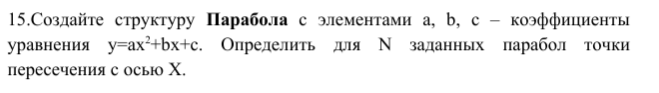 15.Создайте структуру Парабола с элементами a, b, c – коэффициенты
уравнения y=ax²+bx+c. Определить для N заданных парабол точки
пересечения с осью X.